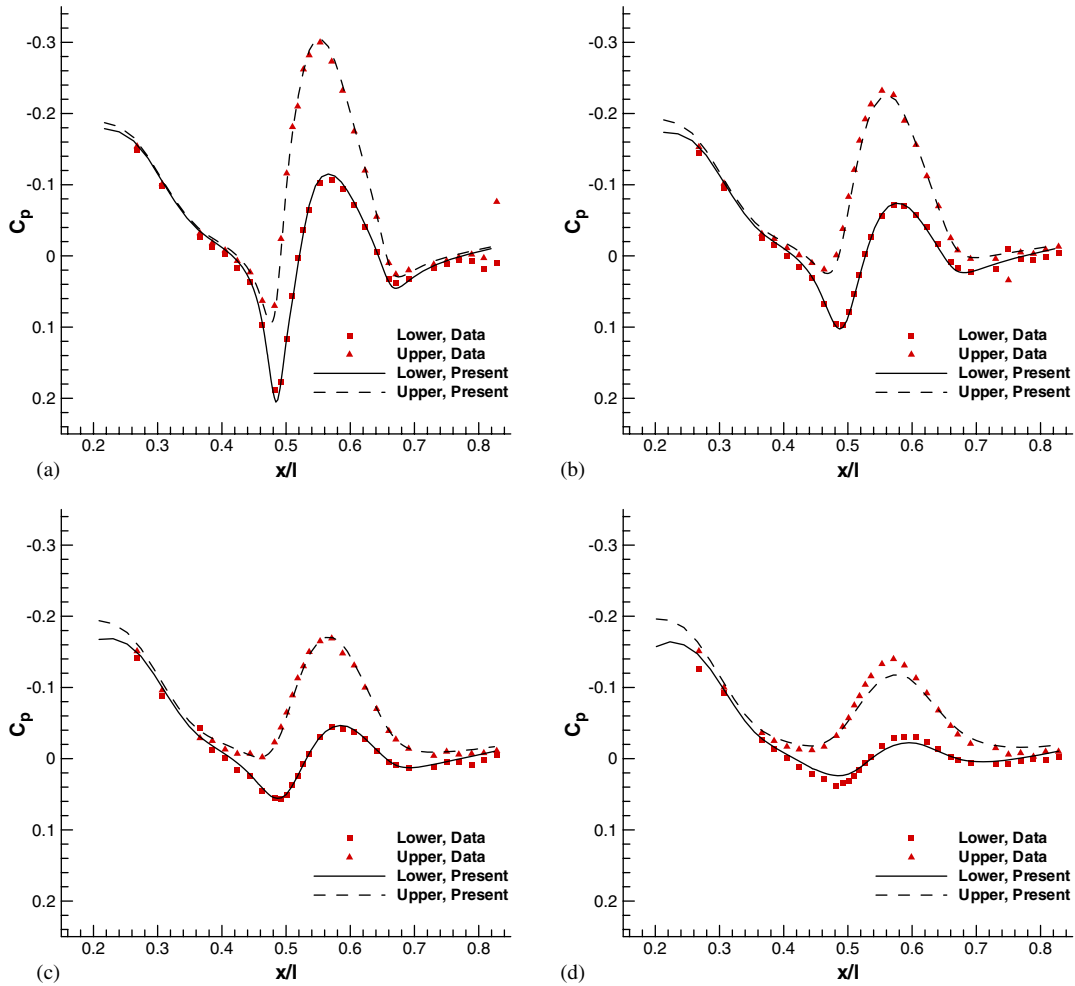 -0.3
-0.2
-0.1
0
0.1
0.2
Cp
Lower, Data
Upper, Data
Lower, Present
Upper, Present
0.2 0.3 0.4 0.5 0.6 0.7 0.8
x/l
(a)
-0.3
-0.2
-0.1
0
0.1
0.2
Cp
Lower, Data
Upper, Data
Lower, Present
Upper, Present
0.2 0.3 0.4 0.5 0.6 0.7 0.8
x/l
(b)
-0.3
-0.2
-0.1
0
0.1
0.2
Cp
Lower, Data
Upper, Data
Lower, Present
Upper, Present
0.2 0.3 0.4 0.5 0.6 0.7 0.8
x/l
(c)
-0.3
-0.2
-0.1
0
0.1
0.2
Cp
Lower, Data
Upper, Data
Lower, Present
Upper, Present
0.2 0.3 0.4 0.5 0.6 0.7 0.8
x/l
(d)